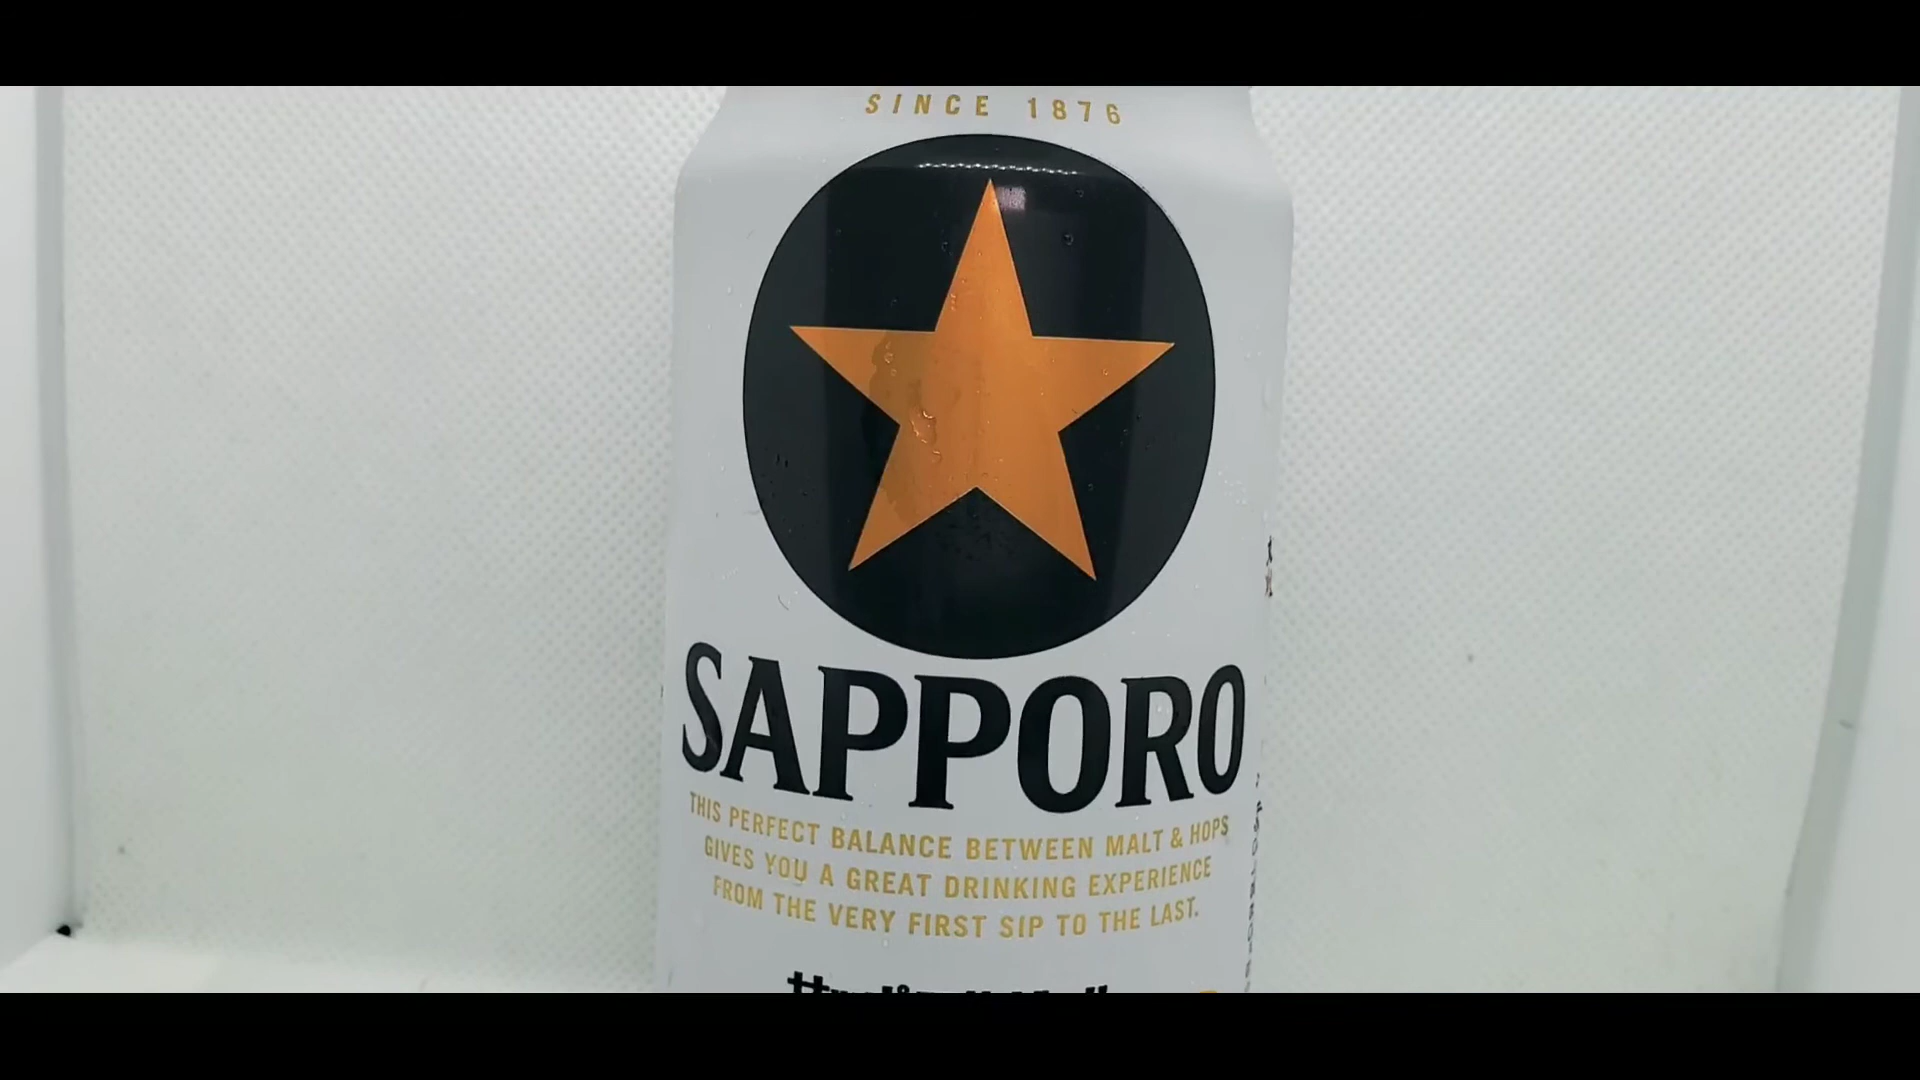 SINCE 1876
SAPPORO
THIS PERFECT BALANCE BETWEEN MALT & HOPS
GIVES YOU A GREAT DRINKING EXPERIENCE
FROM THE VERY FIRST SIP TO THE LAST.